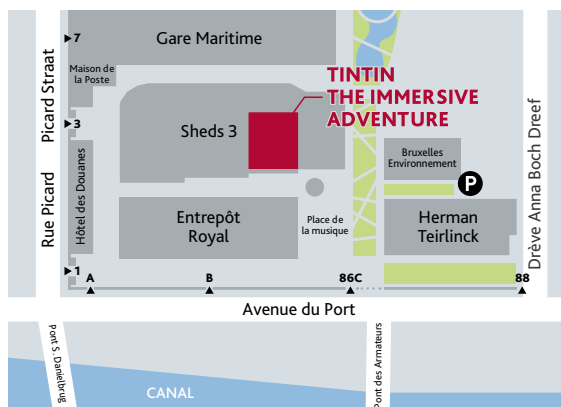 7
Gare Maritime
Maison de
la Poste
TINTIN
THE IMMERSIVE
ADVENTURE
Picard Straat
3
Sheds 3
Bruxelles
Environnement
P
Drève Anna Boch Dreef
Rue Picard
Hôtel des Douanes
Entrepôt
Royal
Place de
la musique
Herman
Teirlinck
1
A
B
86C
88
Avenue du Port
Pont S. Danielbrug
Pont des Armateurs
CANAL